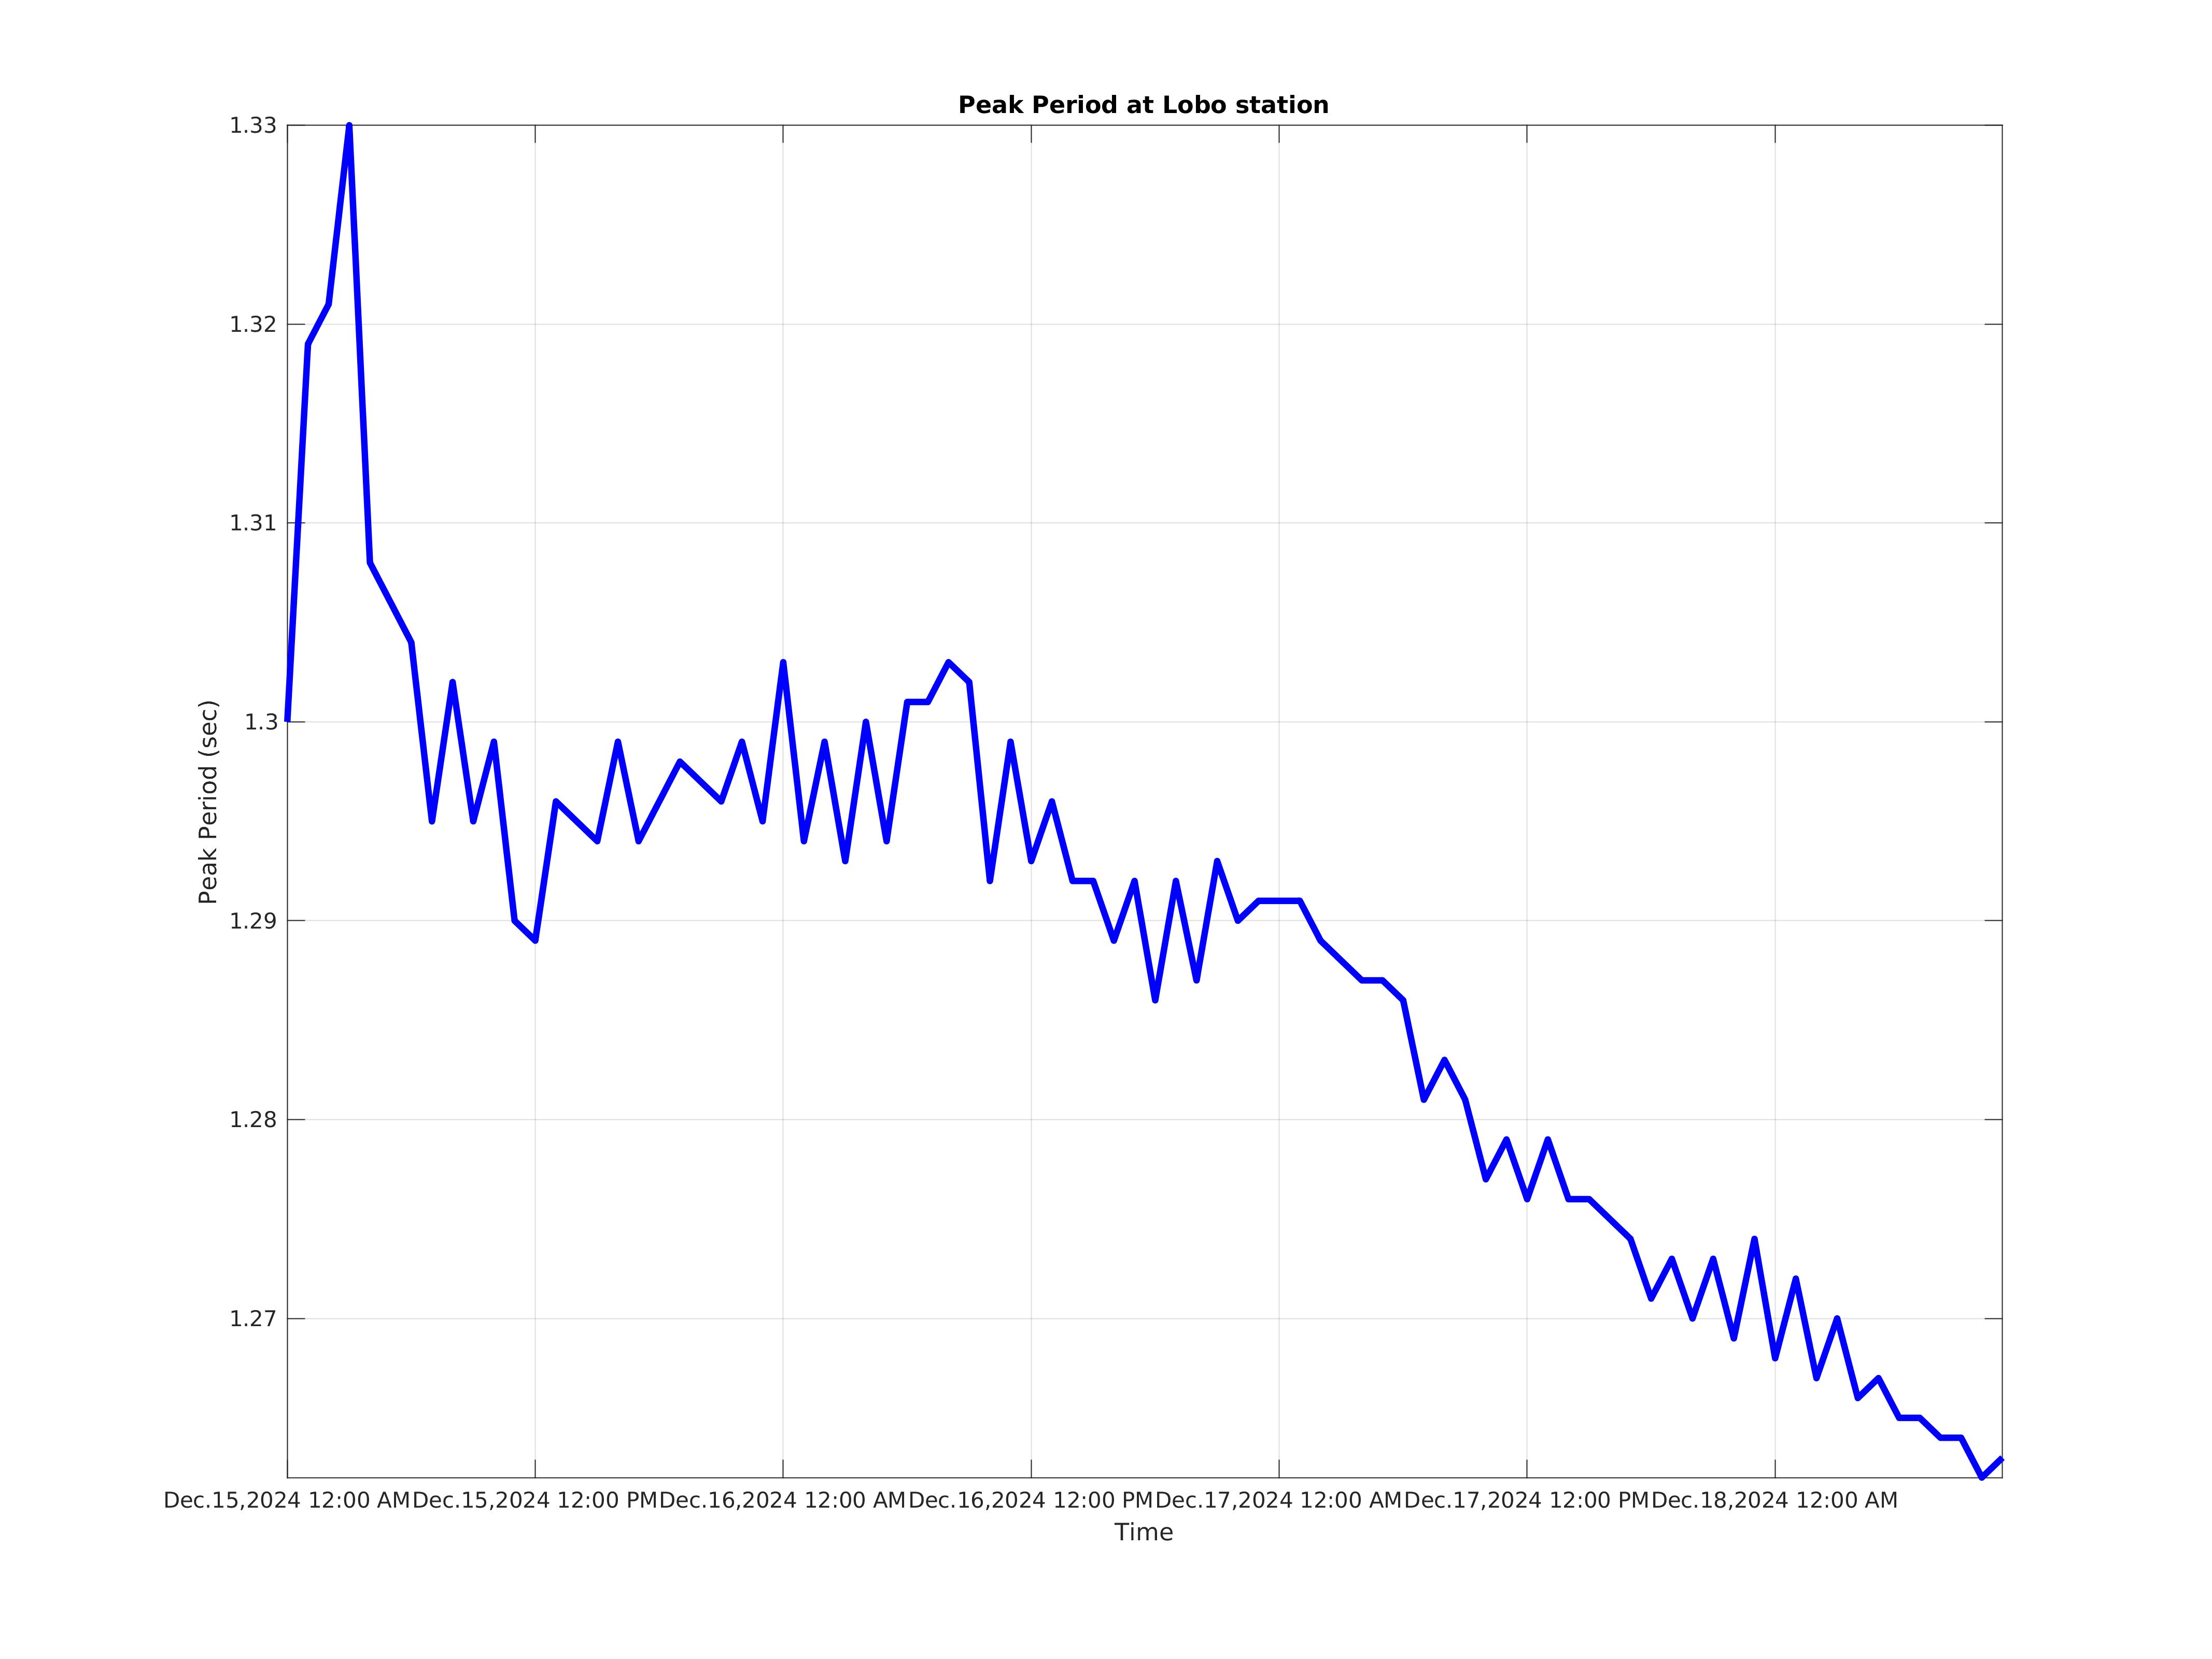 Peak Period at Lobo station
1.33
1.32
1.31
1.3
1.29
1.28
1.27
Peak Period (sec)
Dec.15,2024 12:00 AM Dec.15,2024 12:00 PM Dec.16,2024 12:00 AM Dec.16,2024 12:00 PM Dec.17,2024 12:00 AM Dec.17,2024 12:00 PM Dec.18,2024 12:00 AM
Time